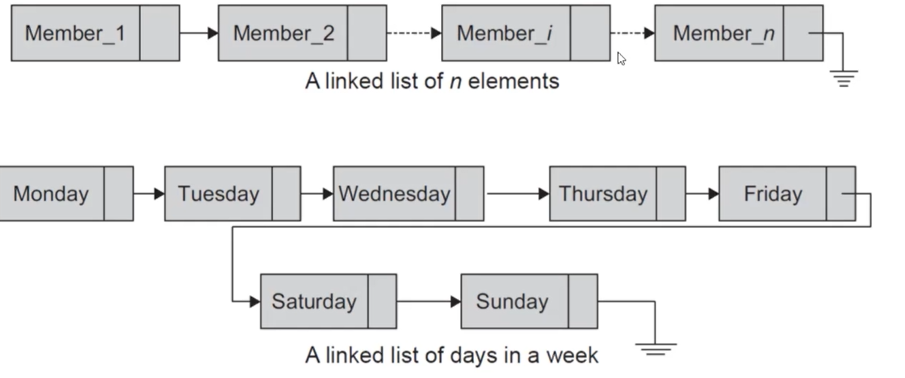 Member_1 Member_2 Member_i Member_n
A linked list of n elements
Monday Tuesday Wednesday Thursday Friday
Saturday Sunday
A linked list of days in a week